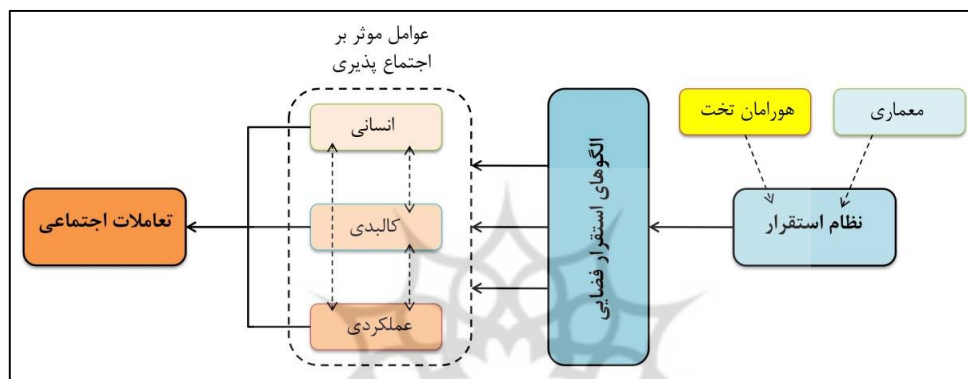 عوامل موثر بر
اجتماع پذیری
معماری
هورامان تخت
نظام استقرار
الگوهای استقرار فضایی
انسانی
کالبدی
عملکردی
تعاملات اجتماعی